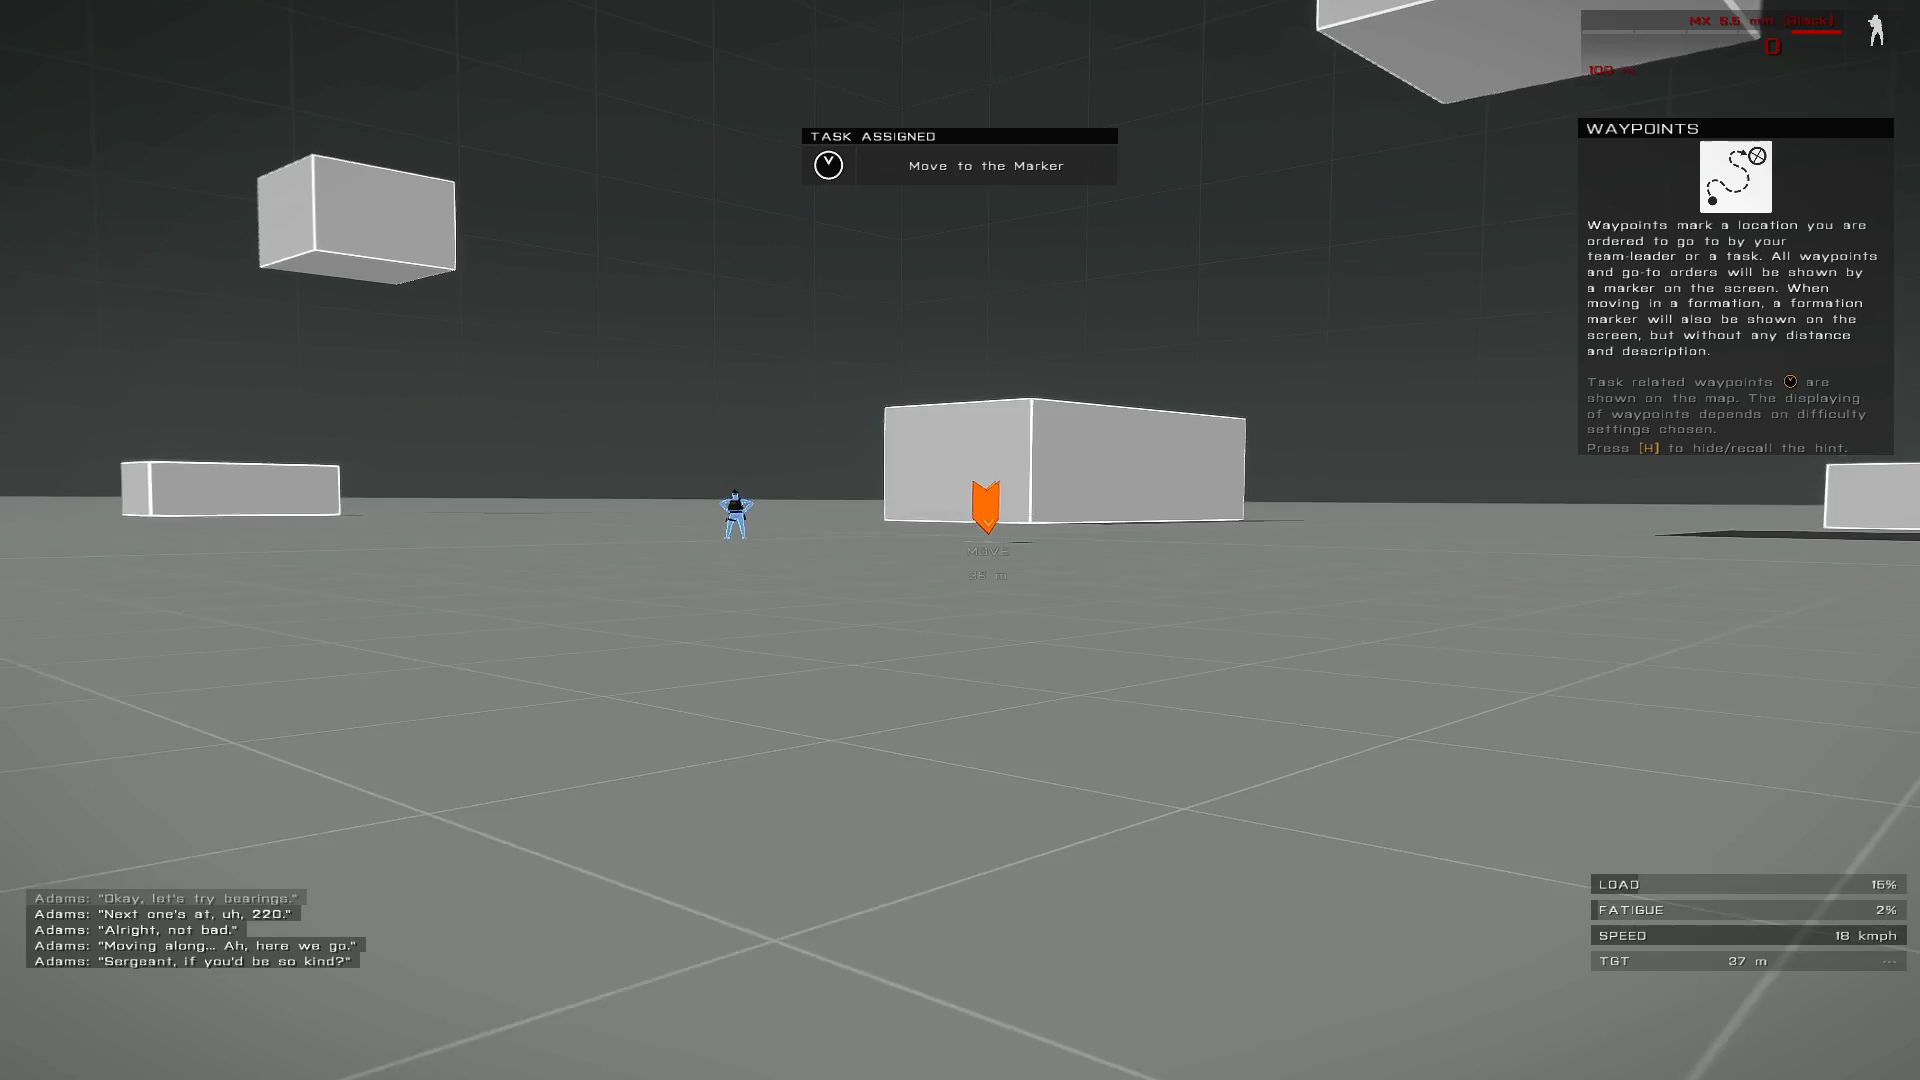 MX 6.5 mm (Black)
0
100 m
TASK ASSIGNED
Move to the Marker
WAYPOINTS
Waypoints mark a location you are
ordered to go to by your
team-leader or a task. All waypoints
and go-to orders will be shown by
a marker on the screen. When
moving in a formation, a formation
marker will also be shown on the
screen, but without any distance
and description.
Task related waypoints are
shown on the map. The displaying
of waypoints depends on difficulty
settings chosen.
Press [H] to hide/recall the hint.
MOVE
Adams: "Okay, let's try bearings."
Adams: "Next one's at, uh, 220."
Adams: "Alright, not bad."
Adams: "Moving along... Ah, here we go."
Adams: "Sergeant, if you'd be so kind?"
LOAD 15%
FATIGUE 2%
SPEED 18 kmph
TGT 37 m ---